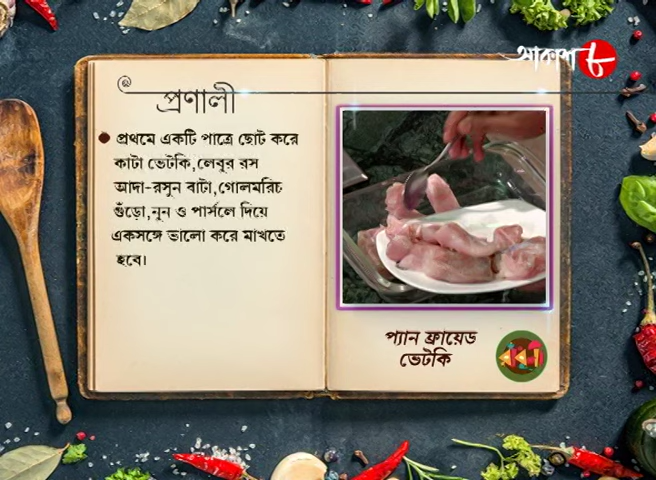 আকাশ ৮
প্রণালী
প্রথমে একটি পাত্রে ছোট করে
কাটা ভেটকি,লেবুর রস
আদা-রসুন বাটা,গোলমরিচ
গুঁড়ো,নুন ও পার্সলে দিয়ে
একসঙ্গে ভালো করে মাখতে
হবে।
প্যান ফ্রায়েড
ভেটকি